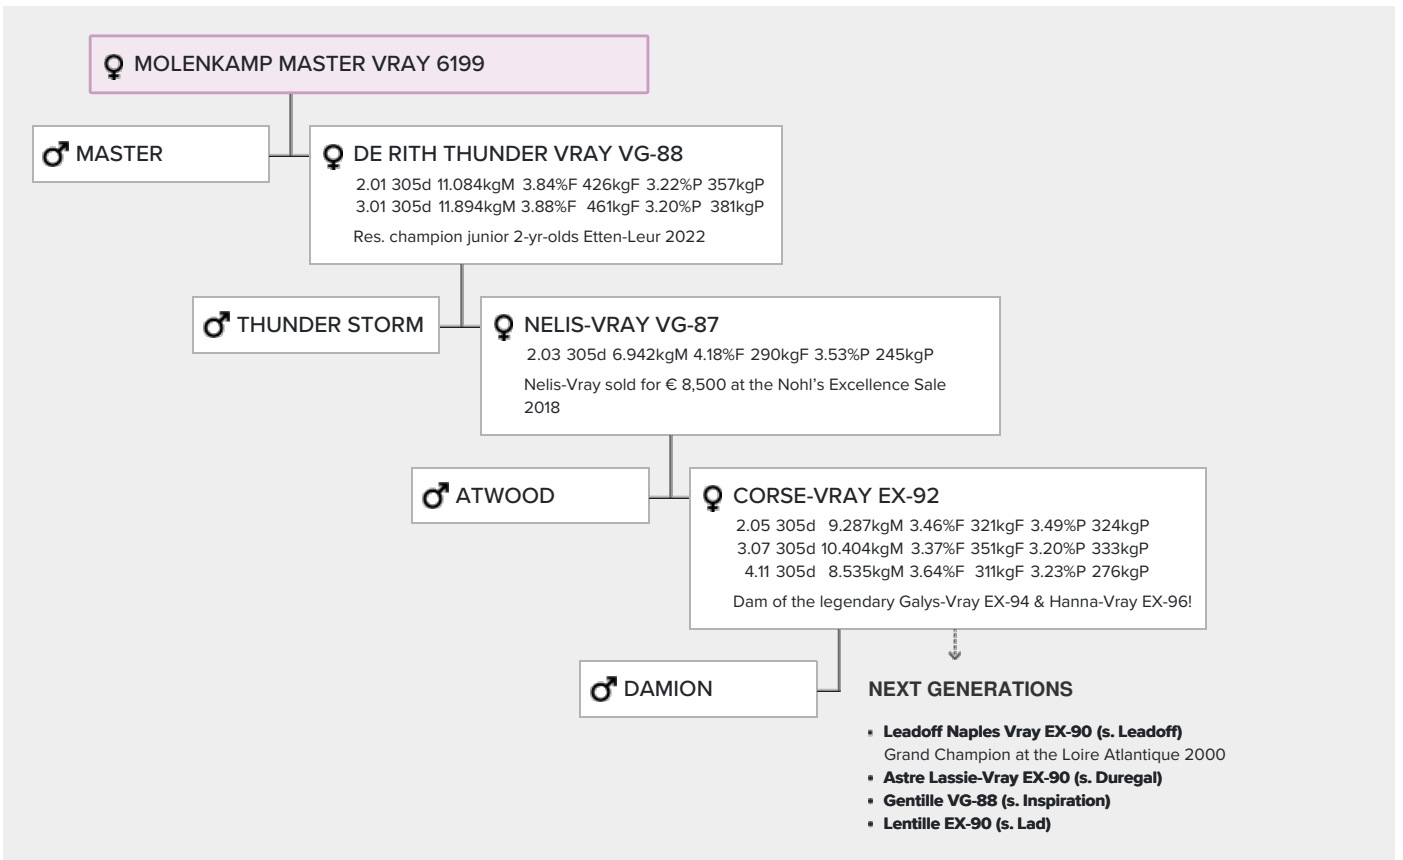 MOLENKAMP MASTER VRAY 6199
MASTER
DE RITH THUNDER VRAY VG-88
2.01 305d 11.084kgM 3.84%F 426kgF 3.22%P 357kgP
3.01 305d 11.894kgM 3.88%F 461kgF 3.20%P 381kgP
Res. champion junior 2-yr-olds Etten-Leur 2022
THUNDER STORM
NELIS-VRAY VG-87
2.03 305d 6.942kgM 4.18%F 290kgF 3.53%P 245kgP
Nelis-Vray sold for € 8,500 at the Nohl's Excellence Sale
2018
ATWOOD
CORSE-VRAY EX-92
2.05 305d 9.287kgM 3.46%F 321kgF 3.49%P 324kgP
3.07 305d 10.404kgM 3.37%F 351kgF 3.20%P 333kgP
4.11 305d 8.535kgM 3.64%F 311kgF 3.23%P 276kgP
Dam of the legendary Galys-Vray EX-94 & Hanna-Vray EX-96!
DAMION
NEXT GENERATIONS
• Leadoff Naples Vray EX-90 (s. Leadoff)
Grand Champion at the Loire Atlantique 2000
• Astre Lassie-Vray EX-90 (s. Duregal)
• Gentille VG-88 (s. Inspiration)
• Lentille EX-90 (s. Lad)